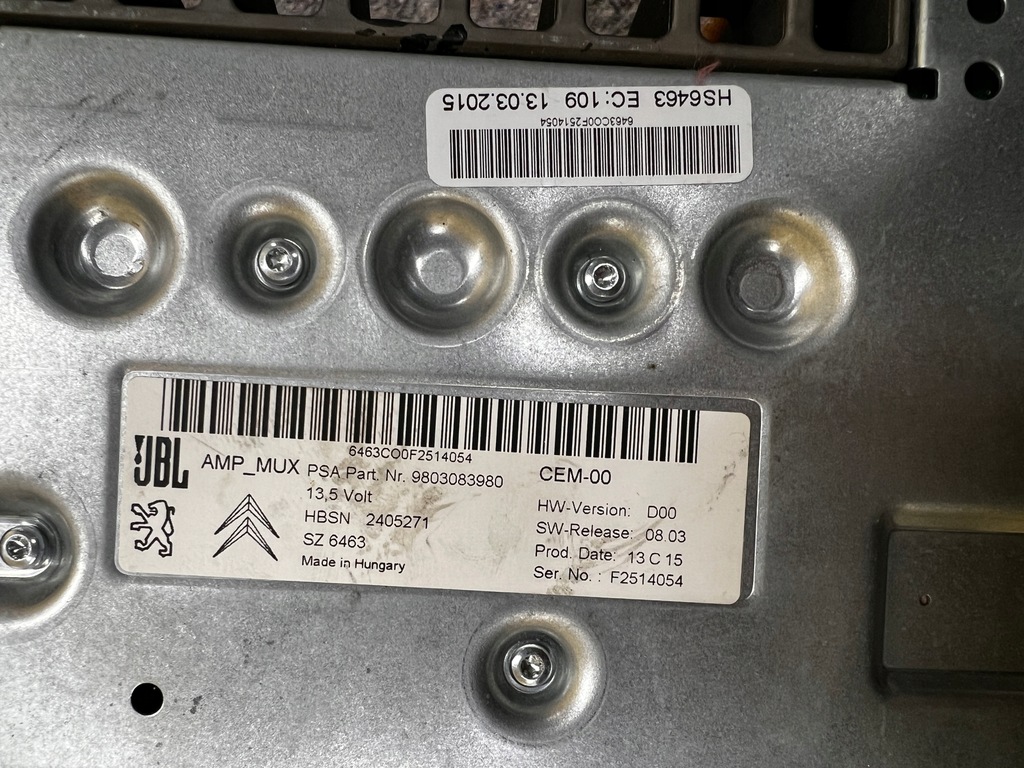 HS6463 EC:109 13.03.2015
6463CO0F2514054
6463CO0F2514054
JBL
AMP_MUX
PSA Part. Nr. 9803083980
13,5 Volt
HBSN 2405271
SZ 6463
Made in Hungary
CEM-00
HW-Version: D00
SW-Release: 08.03
Prod. Date: 13 C 15
Ser. No. : F2514054